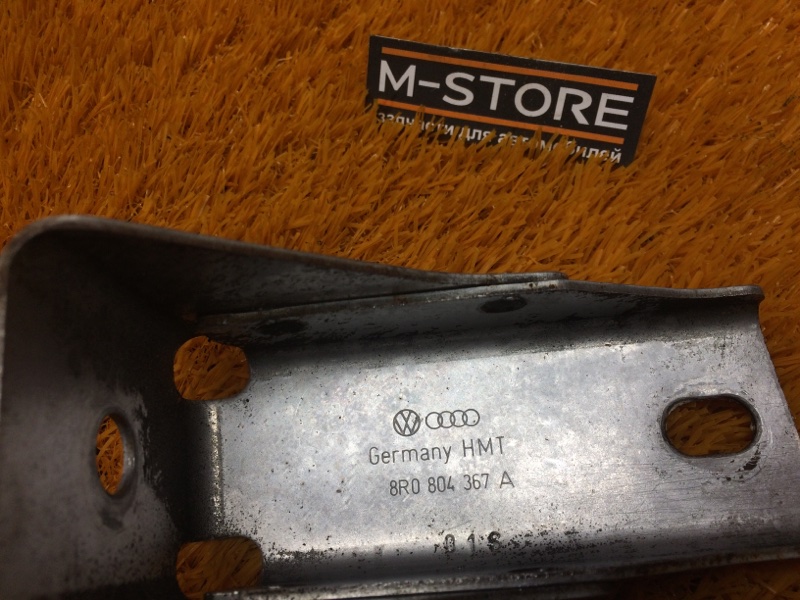 M-STORE
запчасти для автомобилей
Germany HMT
8R0 804 367 A